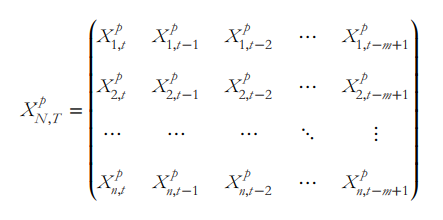 X^p_{N,T} = ( X^p_{1,t} X^p_{1,t−1} X^p_{1,t−2} ⋯ X^p_{1,t−m+1}
X^p_{2,t} X^p_{2,t−1} X^p_{2,t−2} ⋯ X^p_{2,t−m+1}
⋯ ⋯ ⋯ ⋱ ⋮
X^p_{n,t} X^p_{n,t−1} X^p_{n,t−2} ⋯ X^p_{n,t−m+1} )